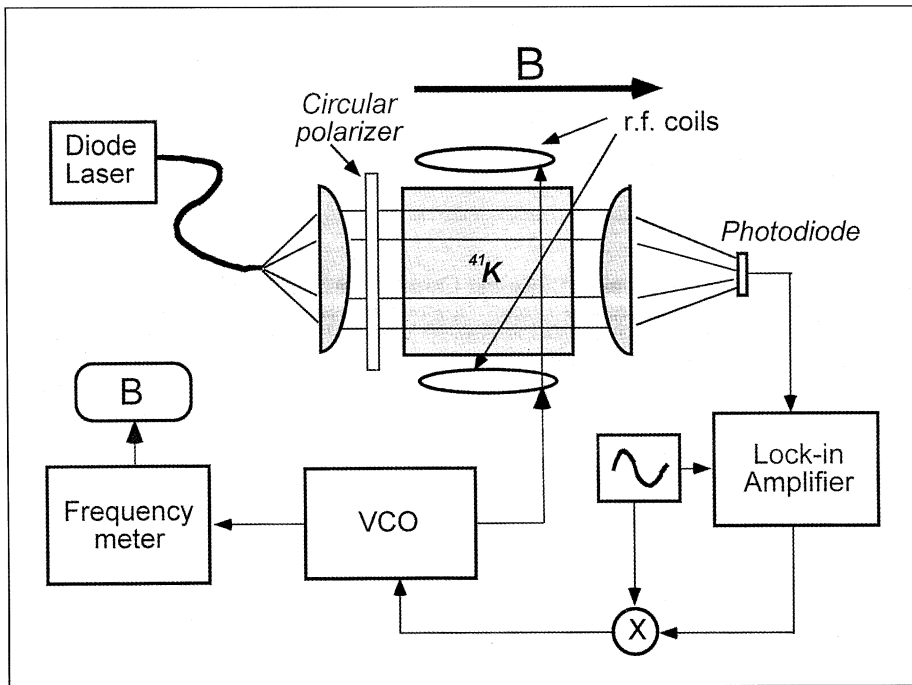 B
Circular
polarizer
r.f. coils
Diode
Laser
Photodiode
⁴¹K
B
Lock-in
Amplifier
Frequency
meter
VCO
X